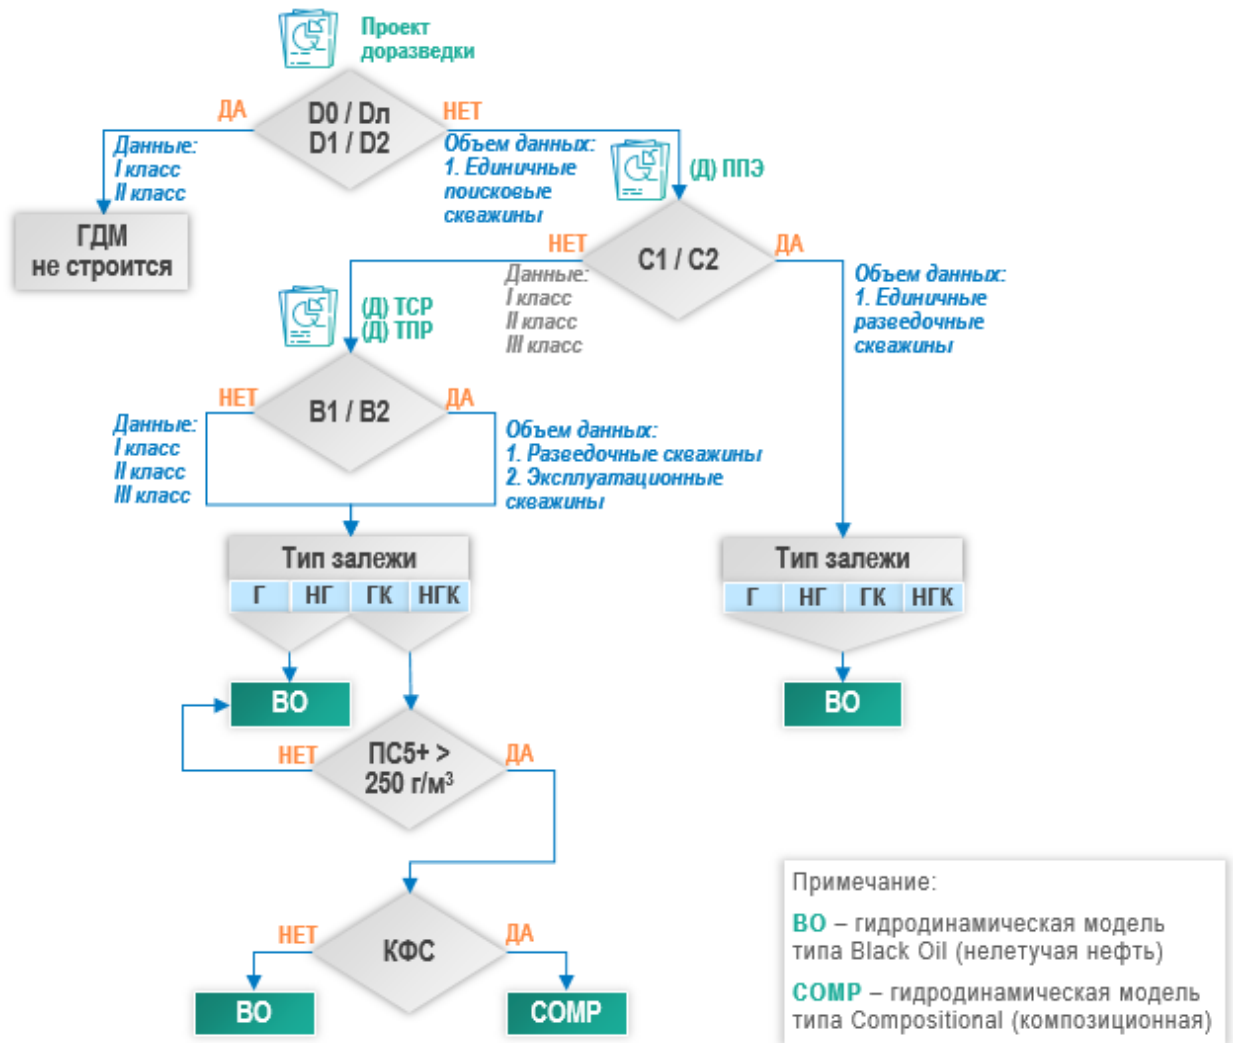 Проект
доразведки
ДА
D0 / Dл
D1 / D2
НЕТ
Данные:
I класс
II класс
Объем данных:
1. Единичные
поисковые
скважины
(Д) ППЭ
ГДМ
не строится
НЕТ
C1 / C2
ДА
Данные:
I класс
II класс
III класс
Объем данных:
1. Единичные
разведочные
скважины
(Д) ТСР
(Д) ТПР
НЕТ
B1 / B2
ДА
Данные:
I класс
II класс
III класс
Объем данных:
1. Разведочные скважины
2. Эксплуатационные
скважины
Тип залежи
Г НГ ГК НГК
Тип залежи
Г НГ ГК НГК
BO
BO
НЕТ
ПС5+ >
250 г/м³
ДА
НЕТ
КФС
ДА
BO
COMP
Примечание:
BO – гидродинамическая модель
типа Black Oil (нелетучая нефть)
COMP – гидродинамическая модель
типа Compositional (композиционная)